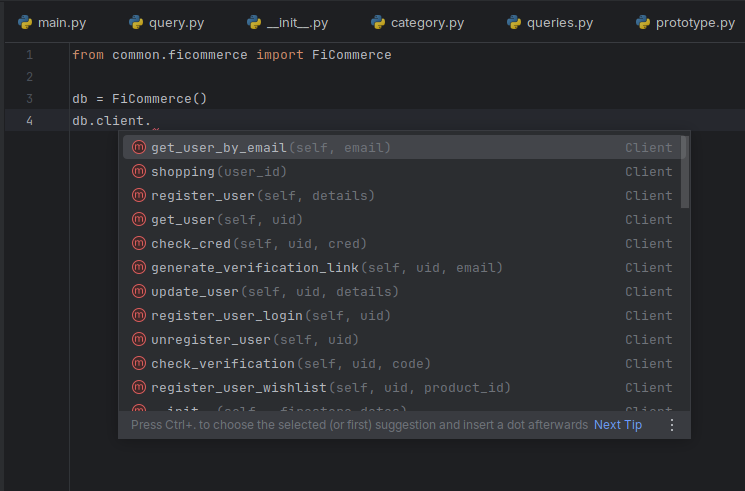 main.py query.py __init__.py category.py queries.py prototype.py
1 from common.ficommerce import FiCommerce
2
3 db = FiCommerce()
4 db.client.
m get_user_by_email(self, email) Client
m shopping(user_id) Client
m register_user(self, details) Client
m get_user(self, uid) Client
m check_cred(self, uid, cred) Client
m generate_verification_link(self, uid, email) Client
m update_user(self, uid, details) Client
m register_user_login(self, uid) Client
m unregister_user(self, uid) Client
m check_verification(self, uid, code) Client
m register_user_wishlist(self, uid, product_id) Client
m __init__(self, Client
Press Ctrl+. to choose the selected (or first) suggestion and insert a dot afterwards Next Tip